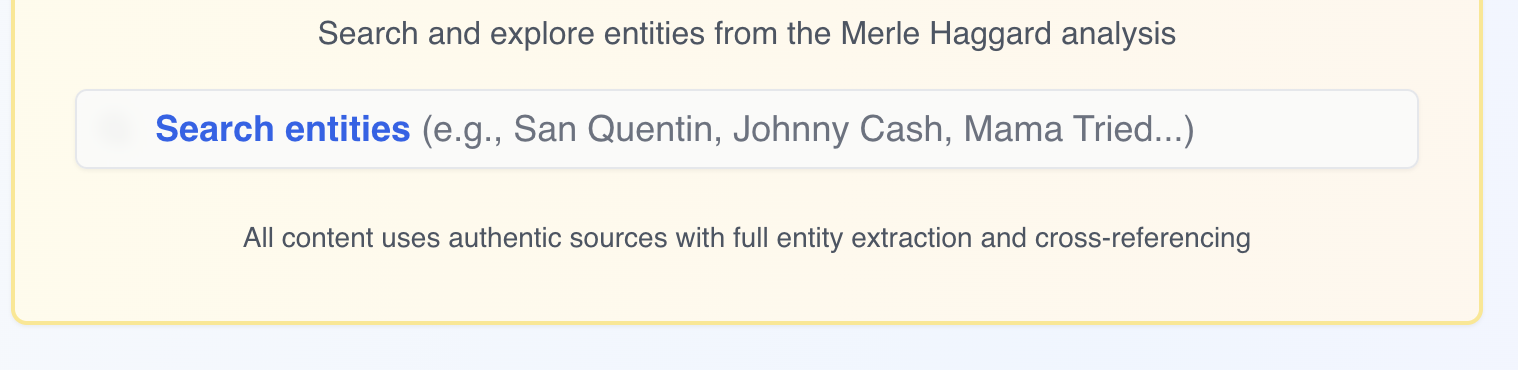 Search and explore entities from the Merle Haggard analysis
Search entities (e.g., San Quentin, Johnny Cash, Mama Tried...)
All content uses authentic sources with full entity extraction and cross-referencing